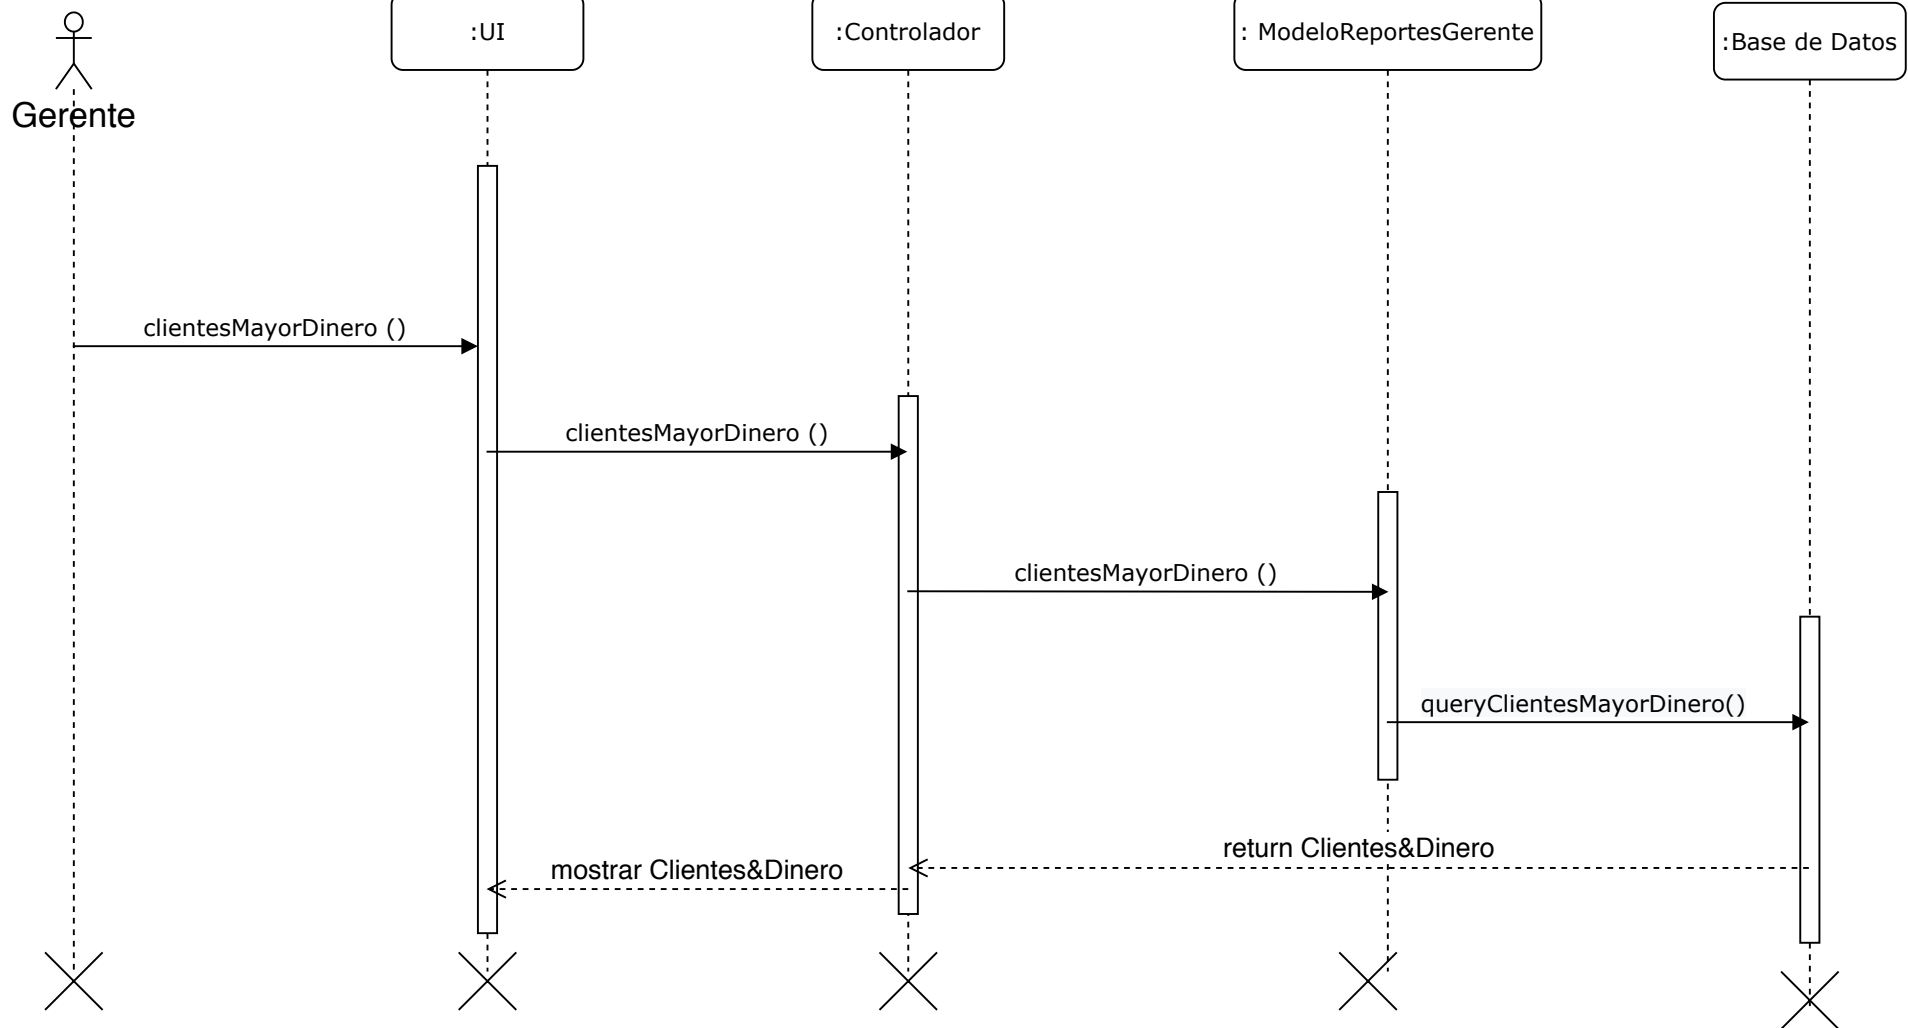 :UI
:Controlador
: ModeloReportesGerente
:Base de Datos
Gerente
clientesMayorDinero ()
clientesMayorDinero ()
clientesMayorDinero ()
queryClientesMayorDinero()
return Clientes&Dinero
mostrar Clientes&Dinero